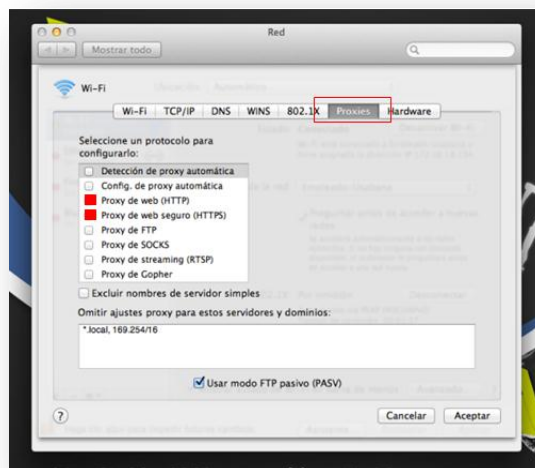 Red
Mostrar todo
Wi-Fi
Wi-Fi TCP/IP DNS WINS 802.1X Proxies Hardware
Seleccione un protocolo para
configurarlo:
Detección de proxy automática
Config. de proxy automática
Proxy de web (HTTP)
Proxy de web seguro (HTTPS)
Proxy de FTP
Proxy de SOCKS
Proxy de streaming (RTSP)
Proxy de Gopher
Excluir nombres de servidor simples
Omitir ajustes proxy para estos servidores y dominios:
*.local, 169.254/16
Usar modo FTP pasivo (PASV)
?
Cancelar Aceptar